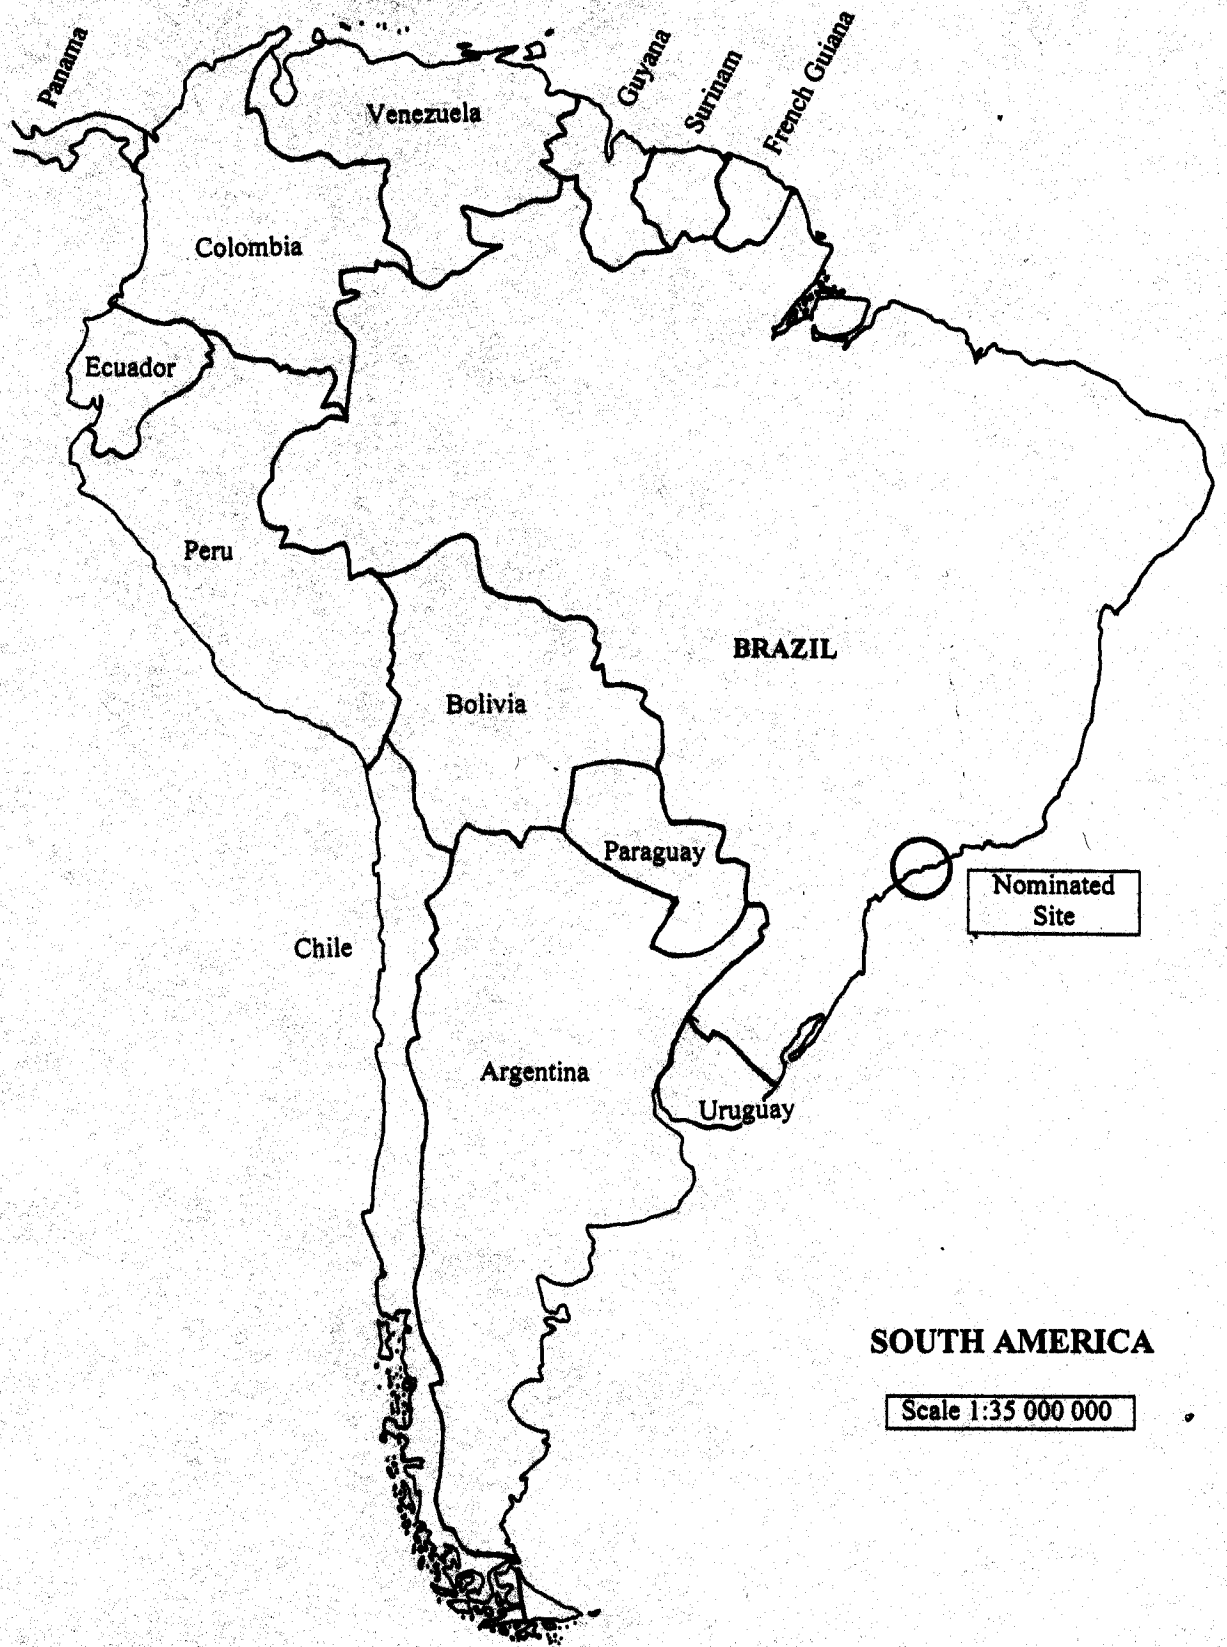 Panama
Venezuela
Guyana
Surinam
French Guiana
Colombia
Ecuador
Peru
BRAZIL
Bolivia
Paraguay
Nominated
Site
Chile
Argentina
Uruguay
SOUTH AMERICA
Scale 1:35 000 000